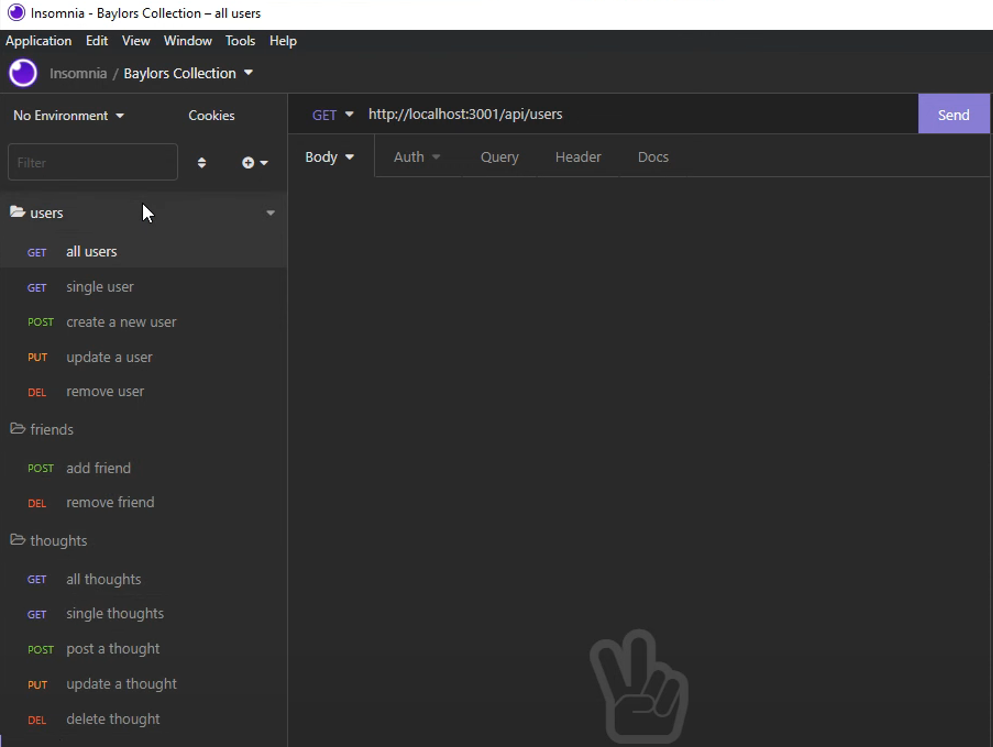 Insomnia - Baylors Collection – all users
Application Edit View Window Tools Help
Insomnia / Baylors Collection
No Environment Cookies
GET http://localhost:3001/api/users Send
Filter
Body Auth Query Header Docs
users
GET all users
GET single user
POST create a new user
PUT update a user
DEL remove user
friends
POST add friend
DEL remove friend
thoughts
GET all thoughts
GET single thoughts
POST post a thought
PUT update a thought
DEL delete thought